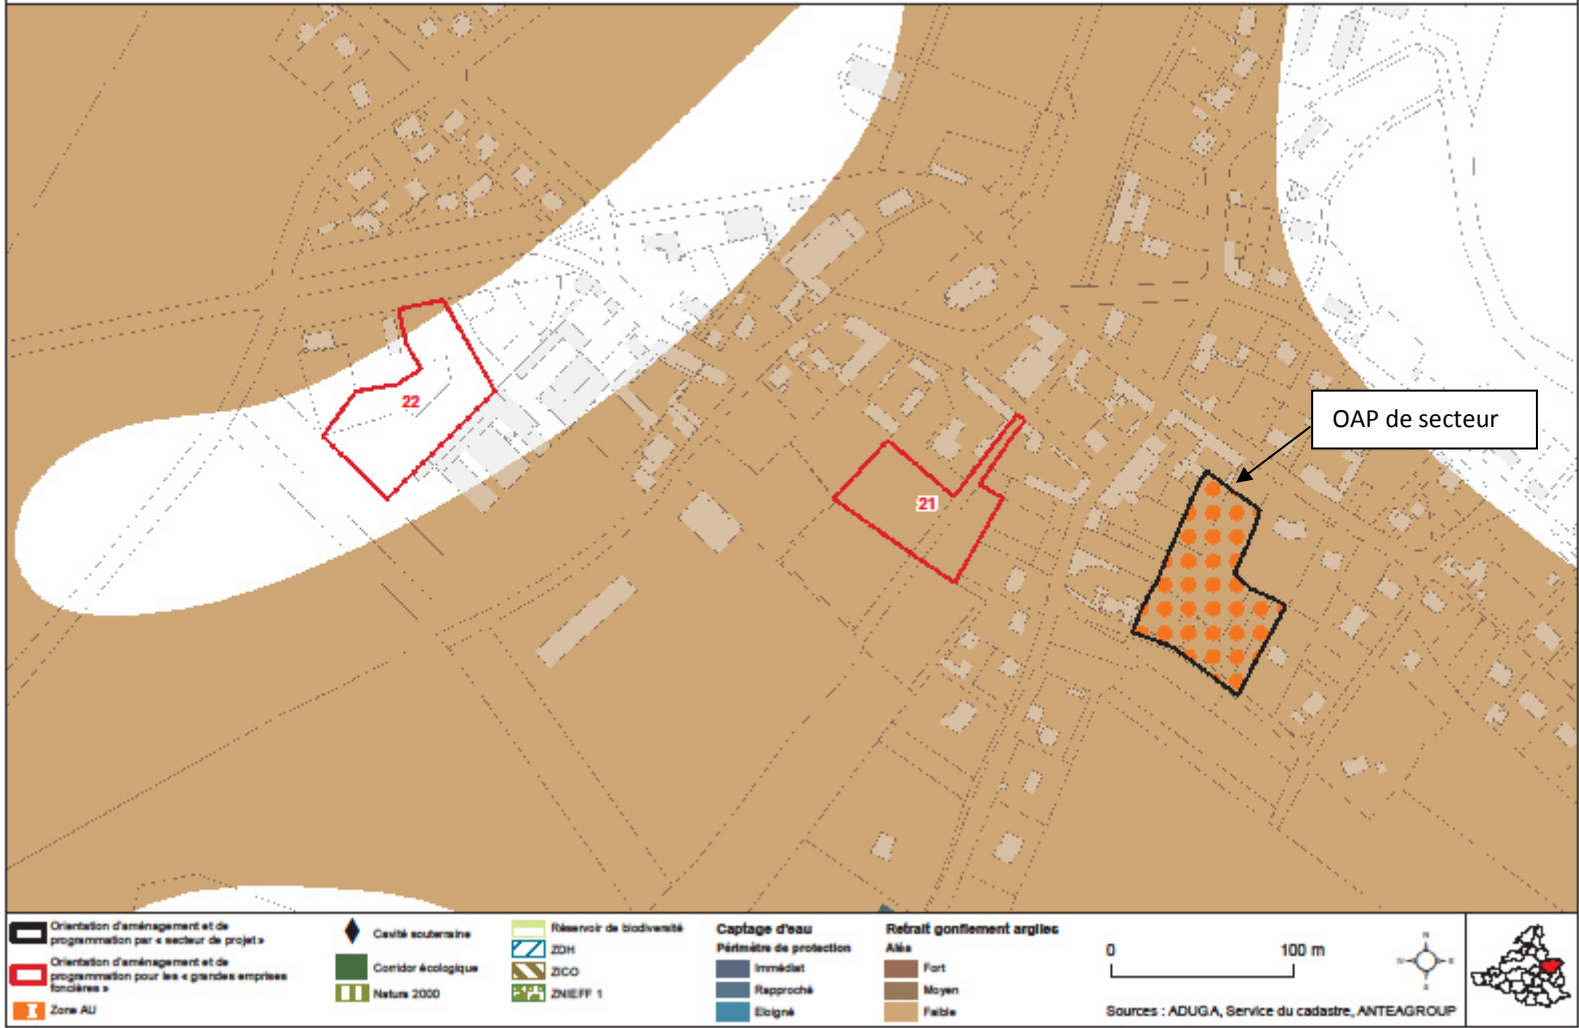 OAP de secteur
22
21
Orientation d'aménagement et de
programmation par « secteur de projet »
Orientation d'aménagement et de
programmation pour les « grandes emprises
foncières »
Zone AU
Cavité souterraine
Corridor écologique
Natura 2000
Réservoir de biodiversité
ZDH
ZICO
ZNIEFF 1
Captage d'eau
Périmètre de protection
Immédiat
Rapproché
Eloigné
Retrait gonflement argiles
Aléa
Fort
Moyen
Faible
0 100 m
Sources : ADUGA, Service du cadastre, ANTEAGROUP
N